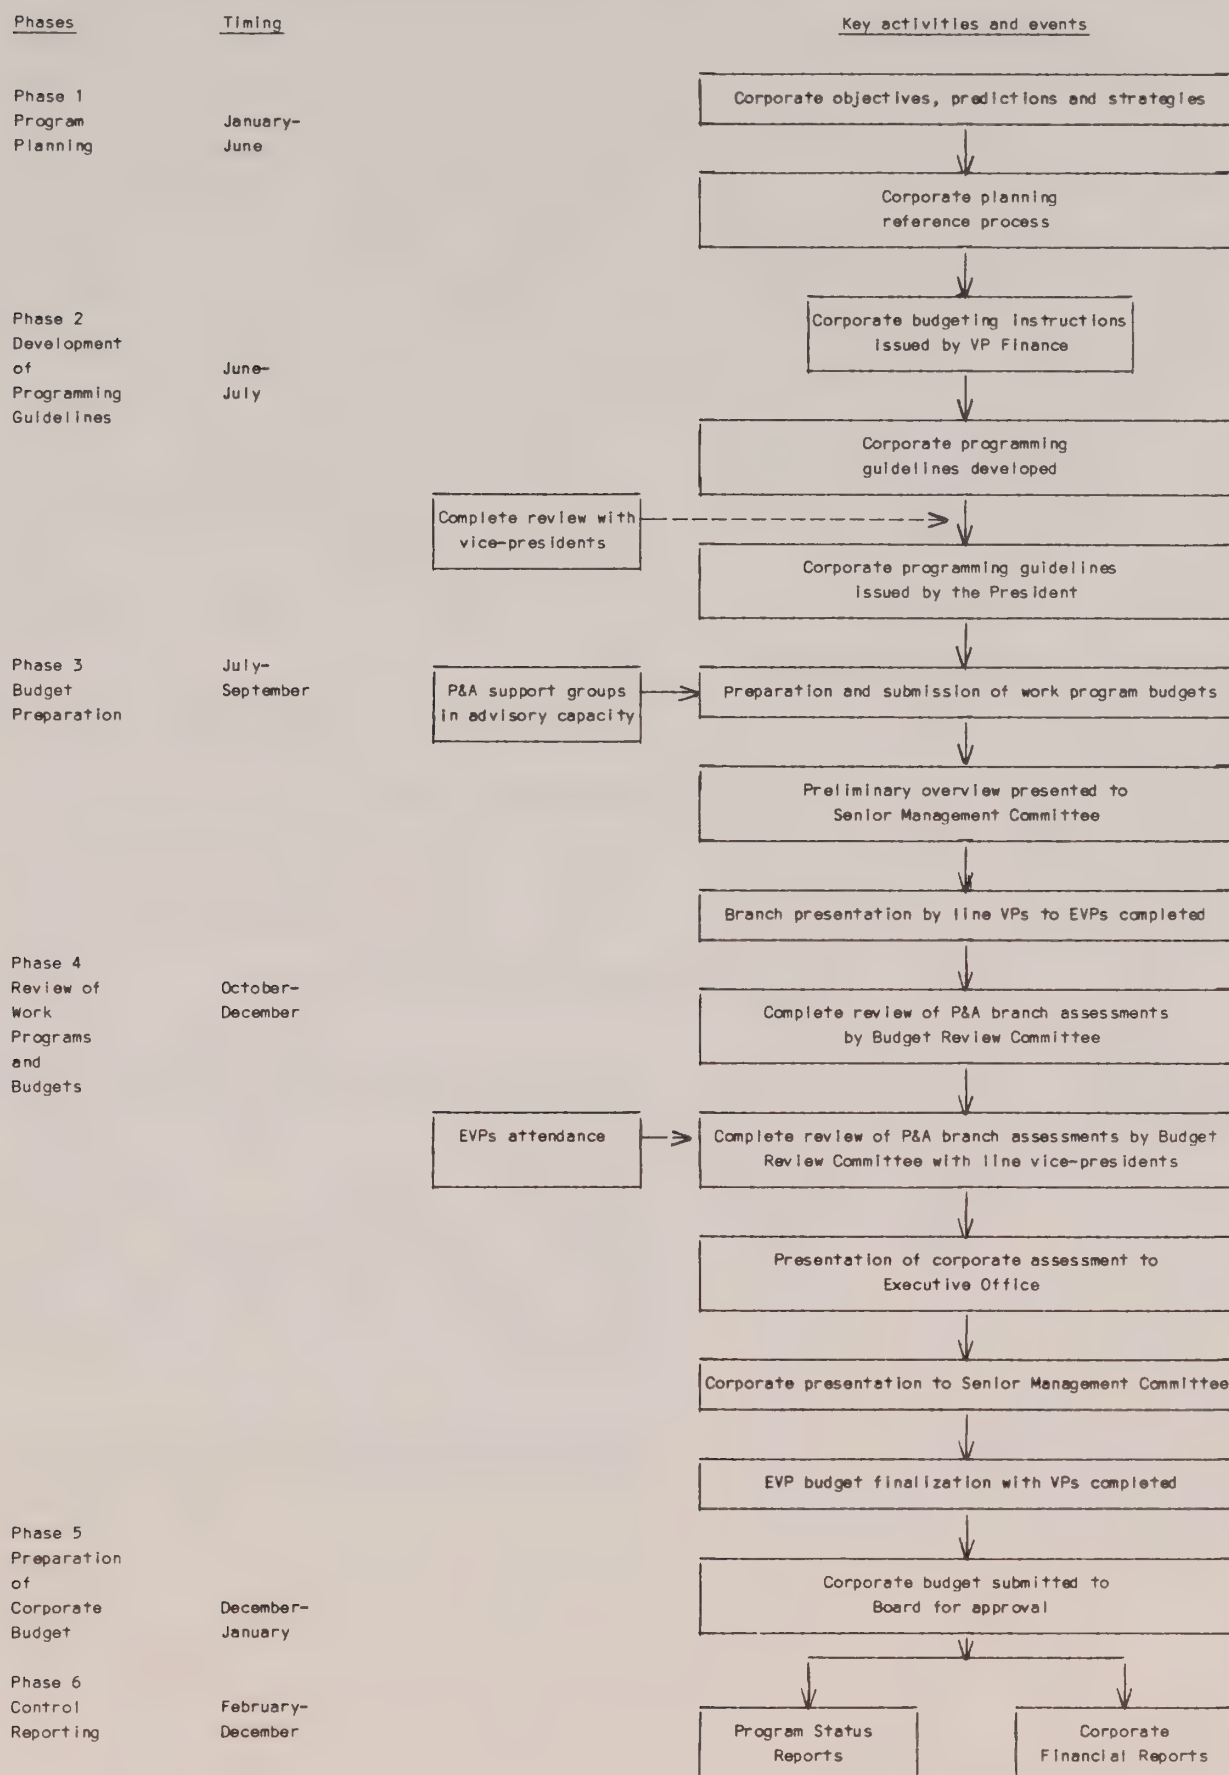 Phases
Timing
Key activities and events
Phase 1
Program
Planning
January-
June
Corporate objectives, predictions and strategies
Corporate planning
reference process
Phase 2
Development
of
Programming
Guidelines
June-
July
Corporate budgeting instructions
issued by VP Finance
Corporate programming
guidelines developed
Complete review with
vice-presidents
Corporate programming guidelines
issued by the President
Phase 3
Budget
Preparation
July-
September
P&A support groups
in advisory capacity
Preparation and submission of work program budgets
Preliminary overview presented to
Senior Management Committee
Branch presentation by line VPs to EVPs completed
Phase 4
Review of
Work
Programs
and
Budgets
October-
December
Complete review of P&A branch assessments
by Budget Review Committee
EVPs attendance
Complete review of P&A branch assessments by Budget
Review Committee with line vice-presidents
Presentation of corporate assessment to
Executive Office
Corporate presentation to Senior Management Committee
EVP budget finalization with VPs completed
Phase 5
Preparation
of
Corporate
Budget
December-
January
Corporate budget submitted to
Board for approval
Phase 6
Control
Reporting
February-
December
Program Status
Reports
Corporate
Financial Reports